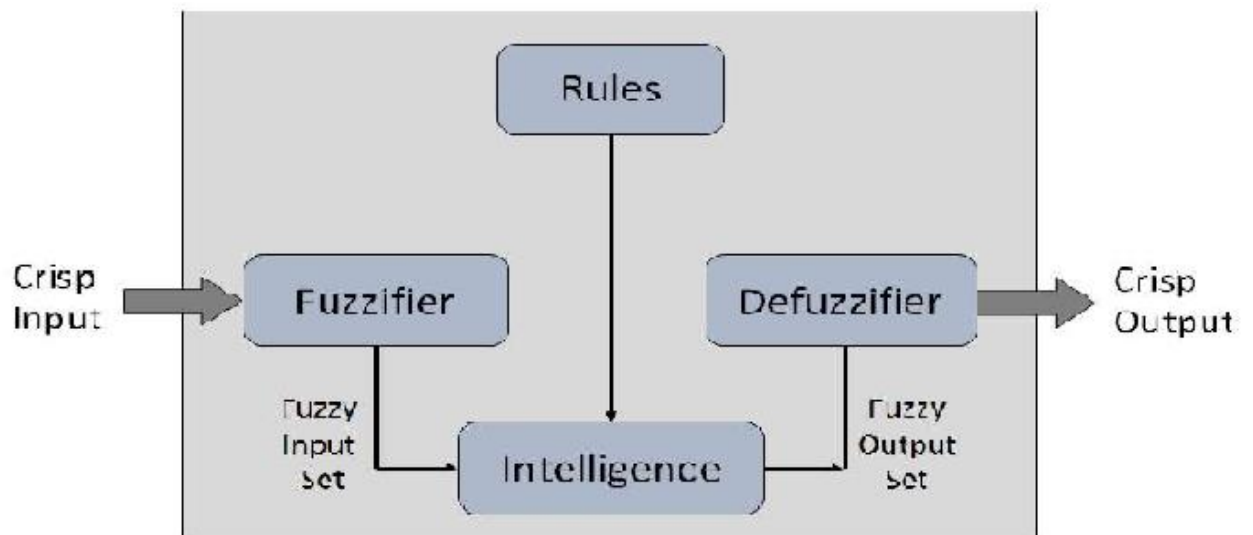 Rules
Crisp
Input
Fuzzifier
Defuzzifier
Crisp
Output
Fuzzy
Input
Set
Intelligence
Fuzzy
Output
Set